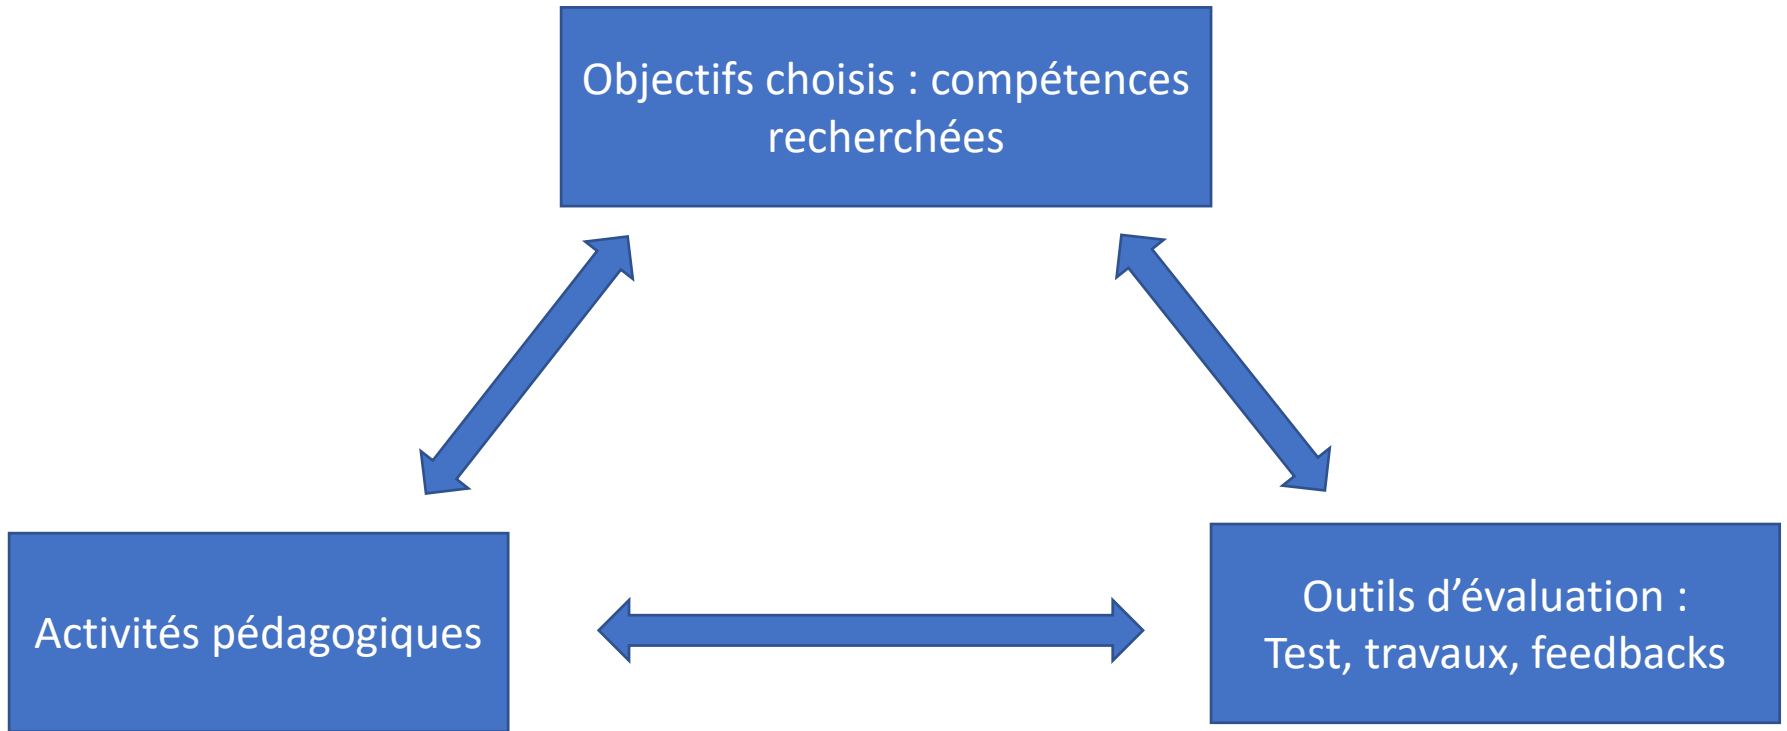 Objectifs choisis : compétences
recherchées
Activités pédagogiques
Outils d’évaluation :
Test, travaux, feedbacks